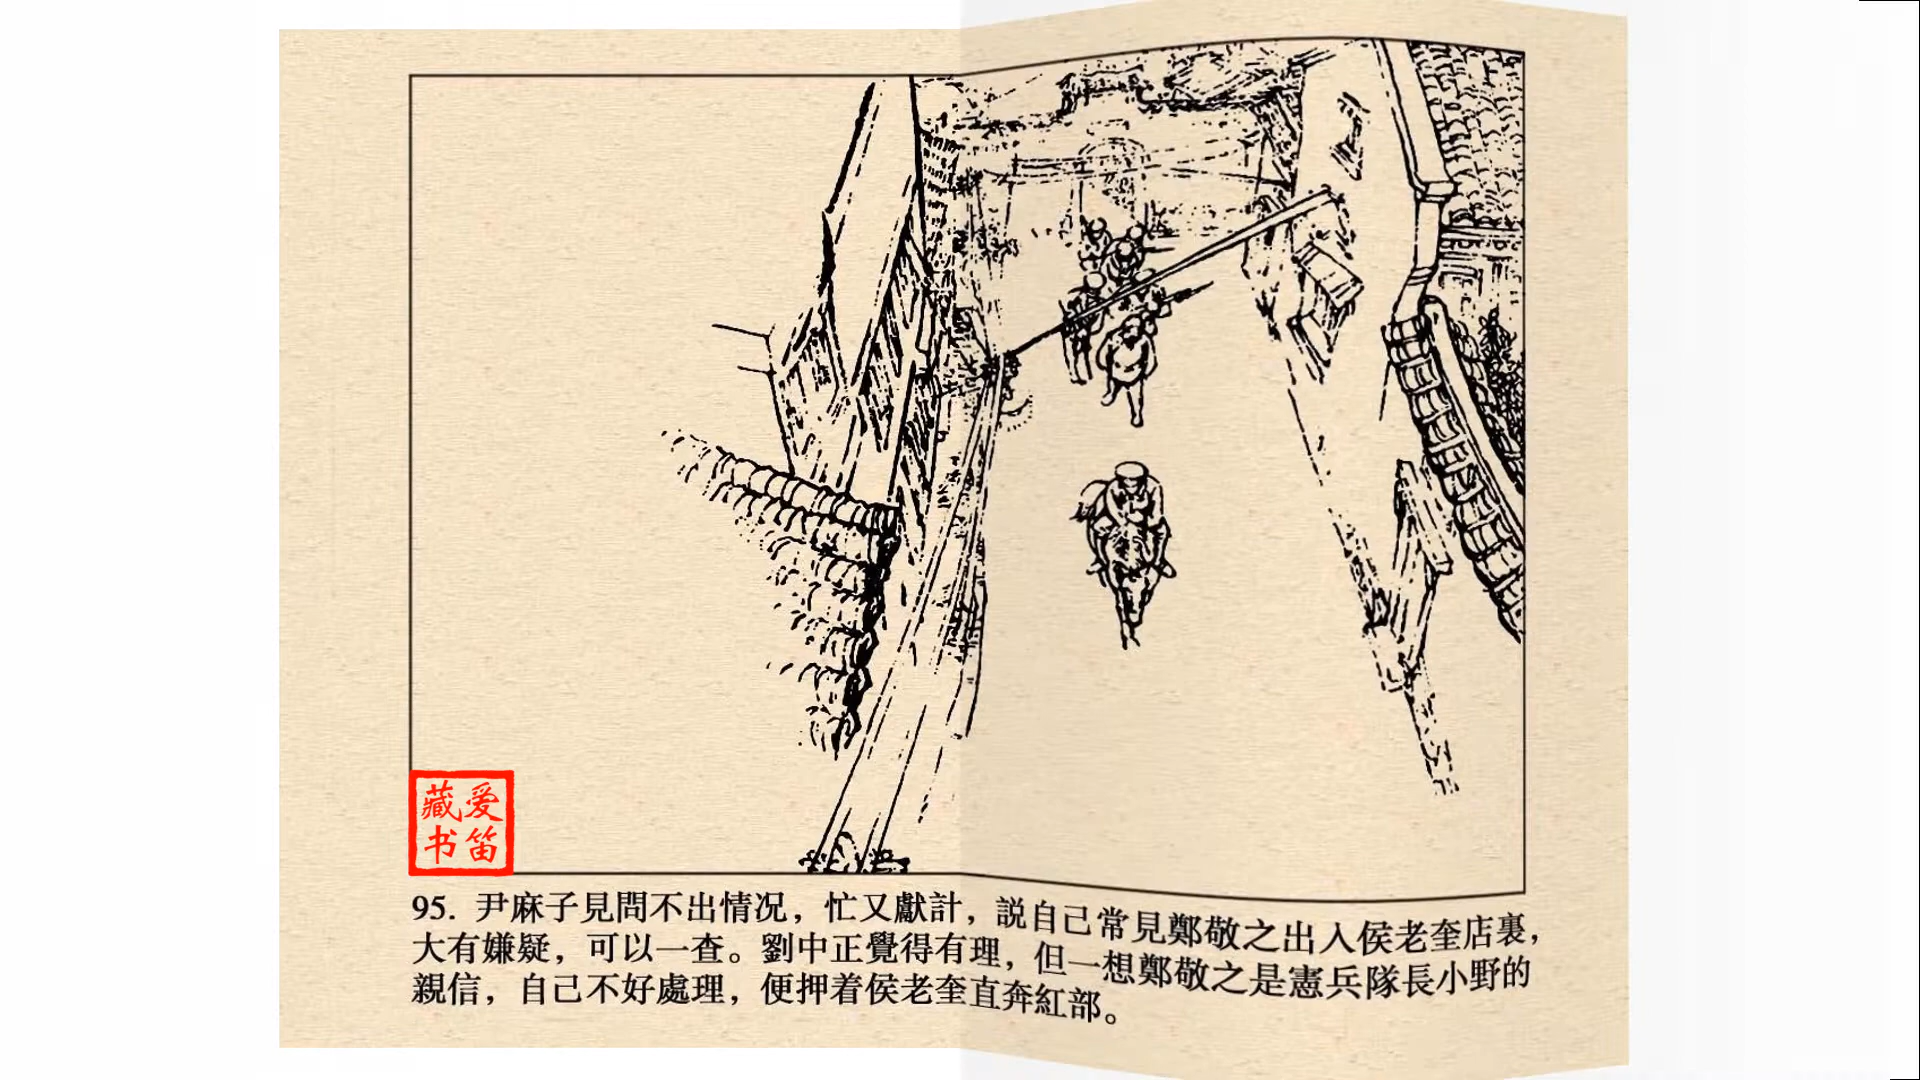 爱笛
藏书
95. 尹麻子見問不出情况，忙又獻計，説自己常見鄭敬之出入侯老奎店裏，
大有嫌疑，可以一查。劉中正覺得有理，但一想鄭敬之是憲兵隊長小野的
親信，自己不好處理，便押着侯老奎直奔紅部。